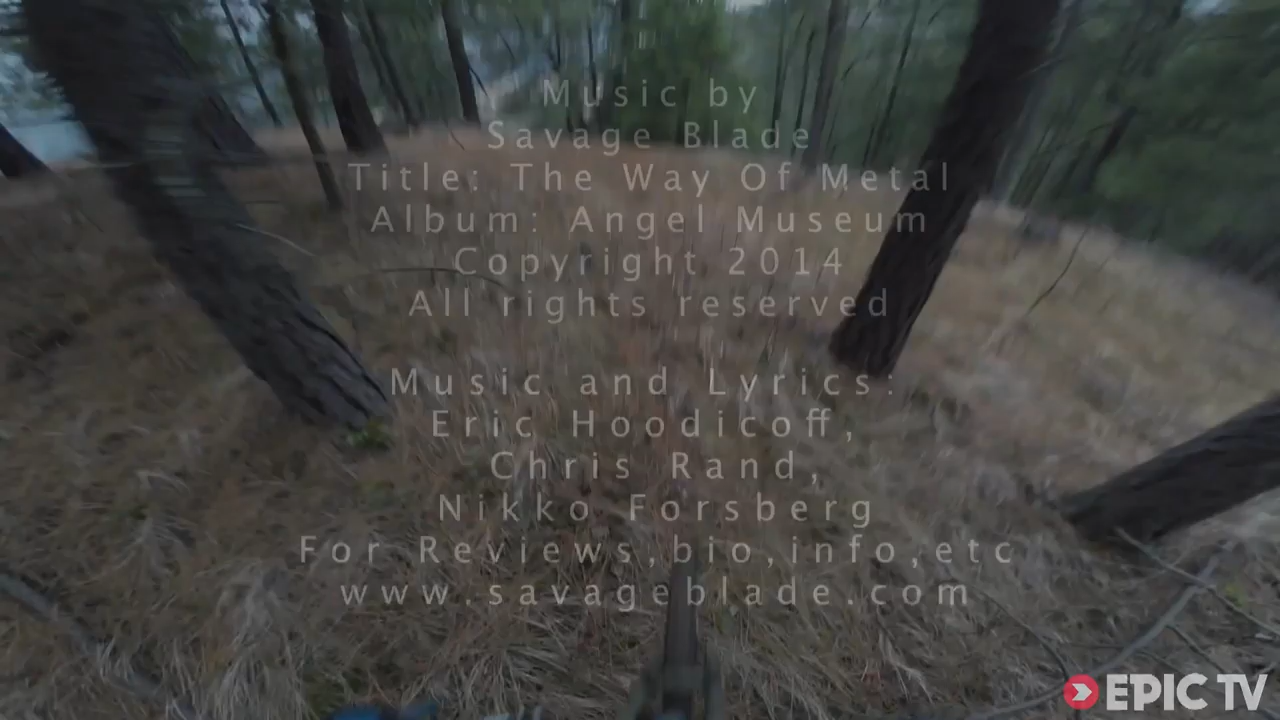 Music by
Savage Blade
Title: The Way Of Metal
Album: Angel Museum
Copyright 2014
All rights reserved
Music and Lyrics:
Eric Hoodicoff,
Chris Rand,
Nikko Forsberg
For Reviews,bio,info,etc
www.savageblade.com
EPIC TV